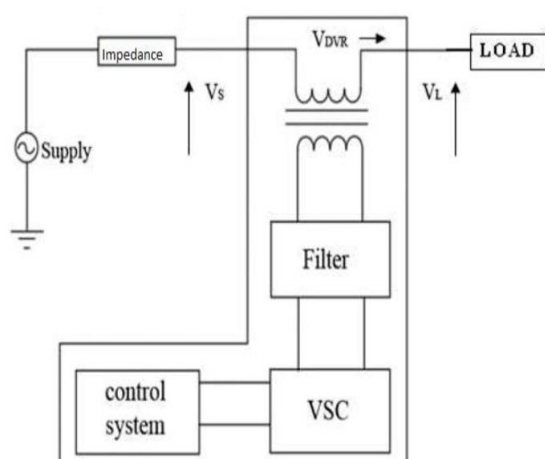 Impedance
VDVR
LOAD
VS
VL
Supply
Filter
control
system
VSC